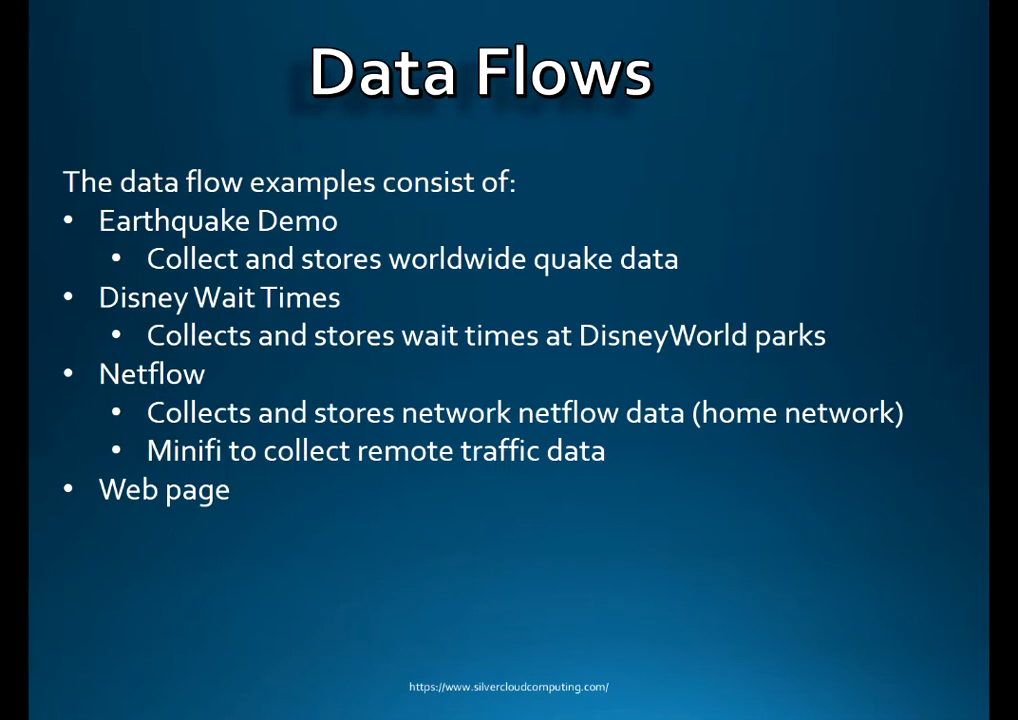 Data Flows
The data flow examples consist of:
• Earthquake Demo
• Collect and stores worldwide quake data
• Disney Wait Times
• Collects and stores wait times at DisneyWorld parks
• Netflow
• Collects and stores network netflow data (home network)
• Minifi to collect remote traffic data
• Web page
https://www.silvercloudcomputing.com/